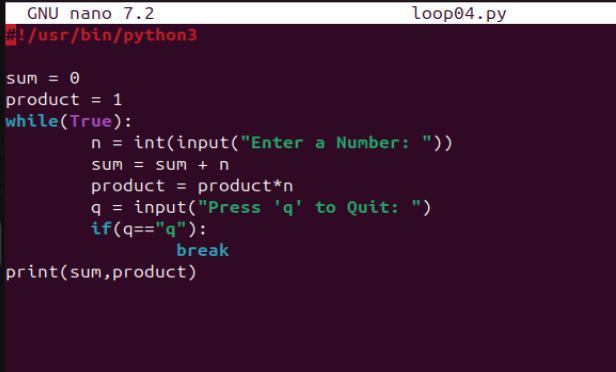 GNU nano 7.2 loop04.py
#!/usr/bin/python3
sum = 0
product = 1
while(True):
n = int(input("Enter a Number: "))
sum = sum + n
product = product*n
q = input("Press 'q' to Quit: ")
if(q=="q"):
break
print(sum,product)